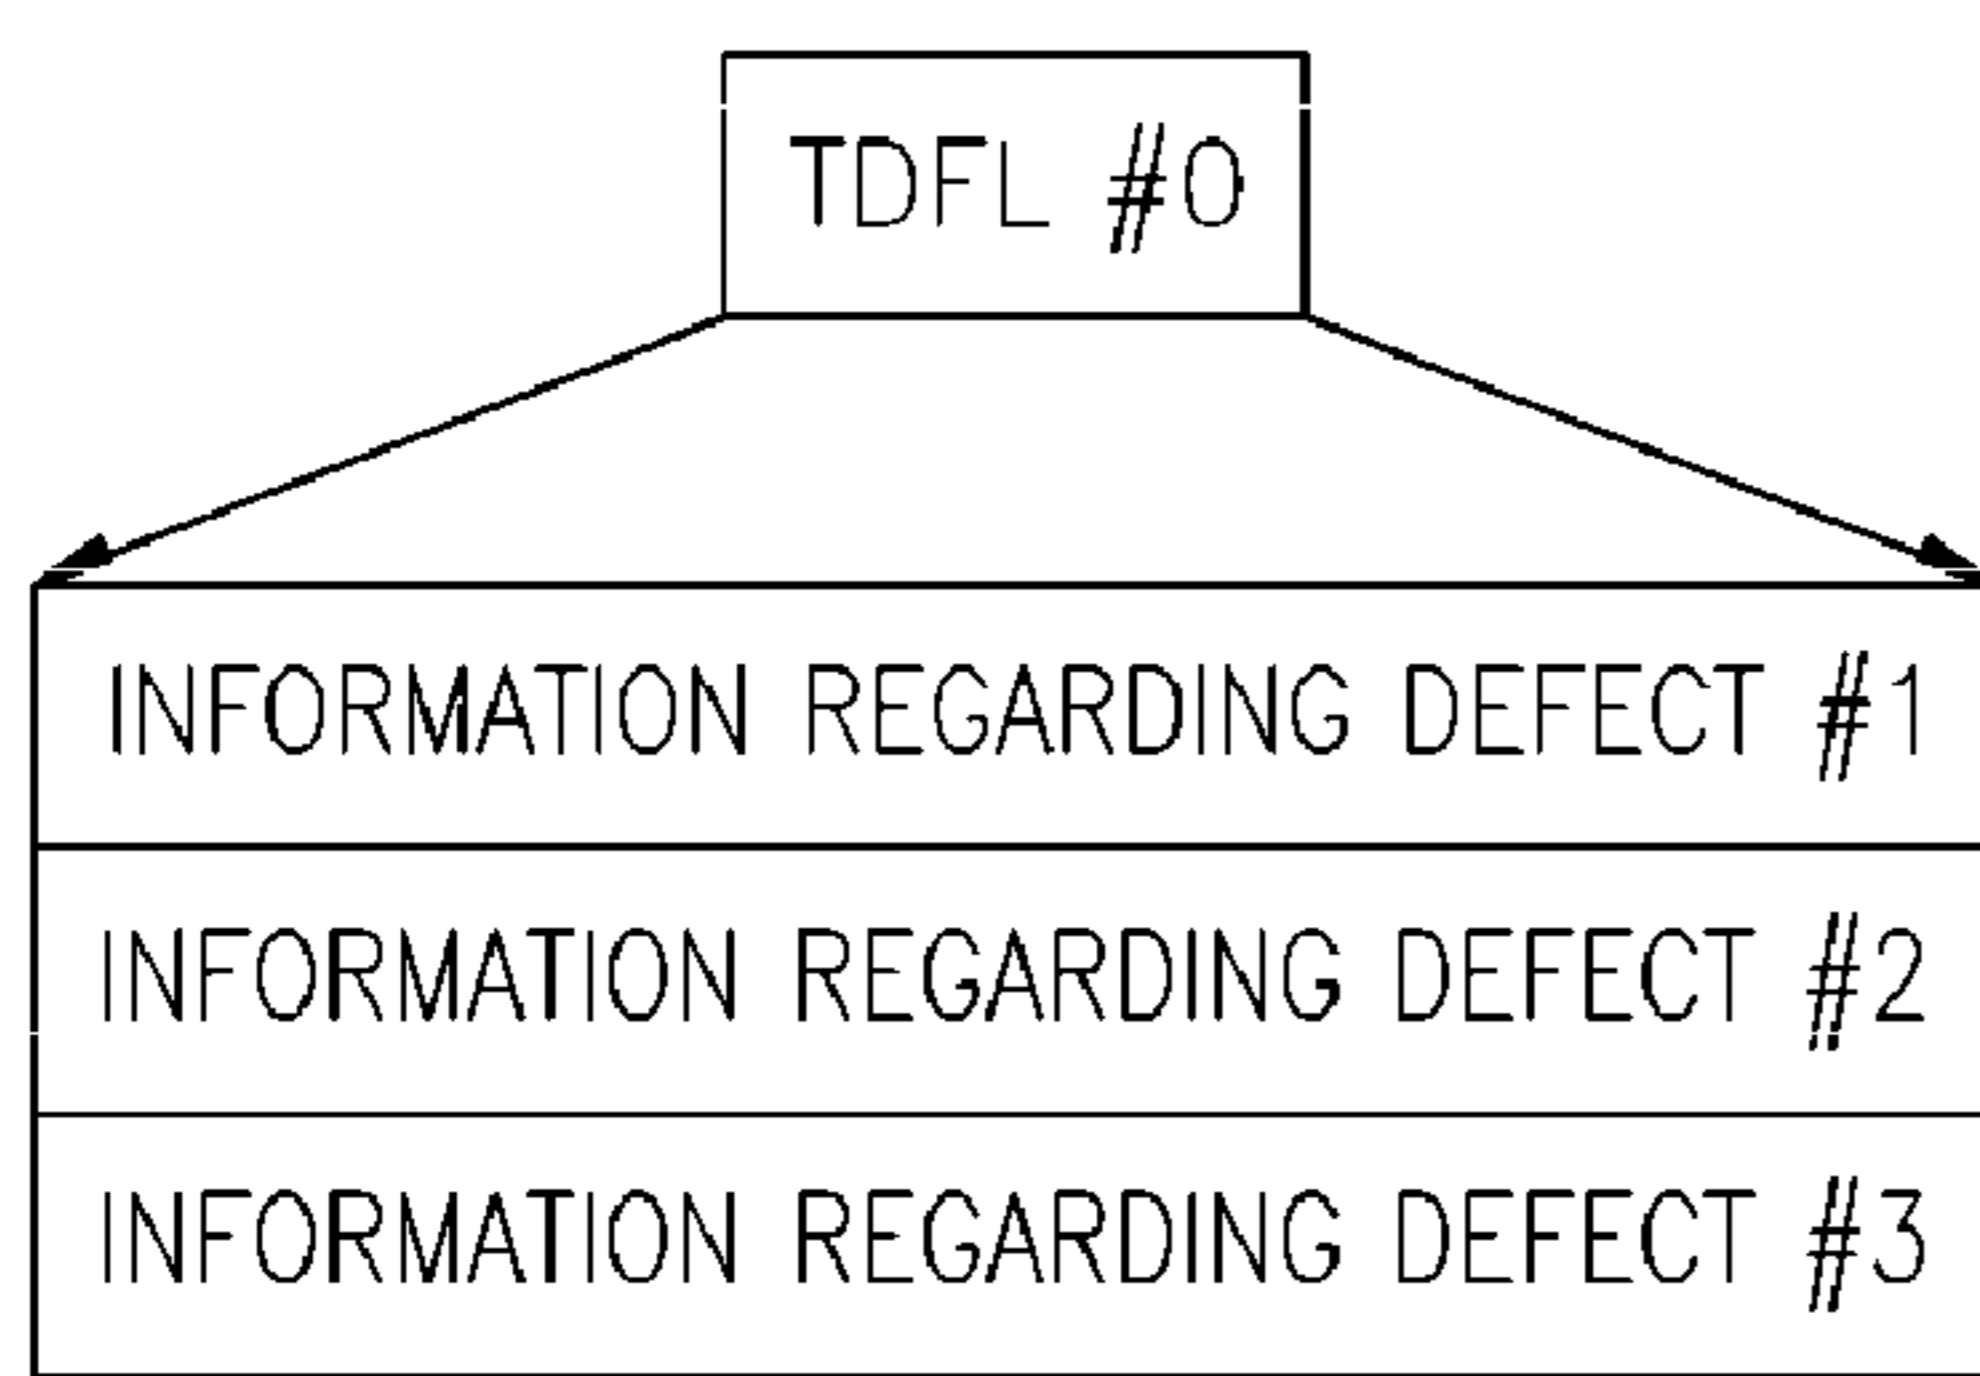 TDFL #0
INFORMATION REGARDING DEFECT #1
INFORMATION REGARDING DEFECT #2
INFORMATION REGARDING DEFECT #3